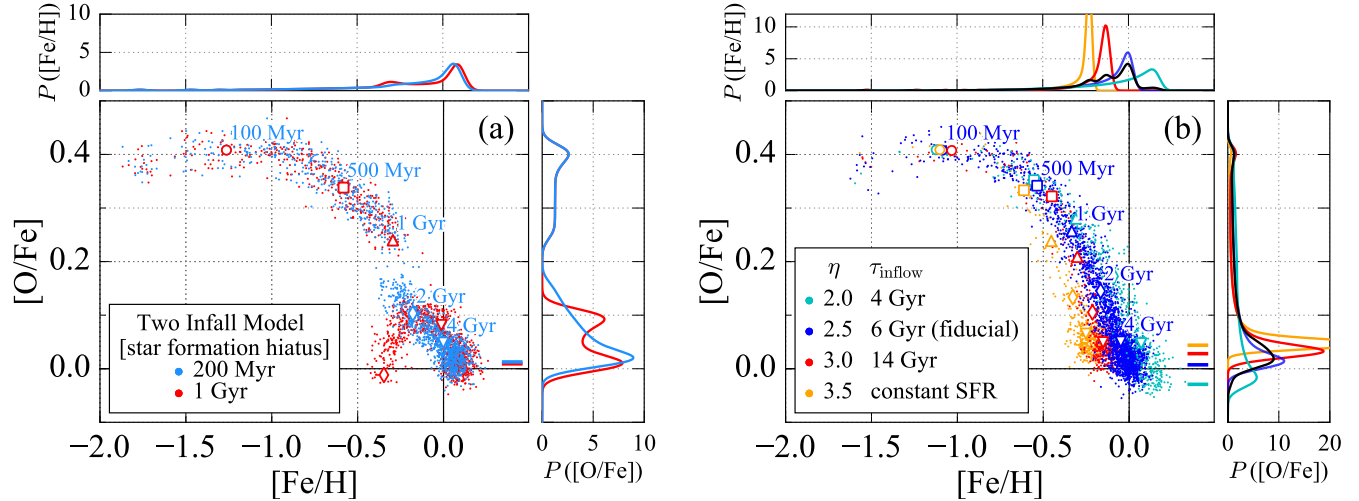 10
5
0
P([Fe/H])
(a)
100 Myr
500 Myr
1 Gyr
2 Gyr
4 Gyr
0.4
0.2
0.0
[O/Fe]
Two Infall Model
[star formation hiatus]
200 Myr
1 Gyr
−2.0 −1.5 −1.0 −0.5 0.0
[Fe/H]
0 5 10
P([O/Fe])
10
5
0
P([Fe/H])
(b)
100 Myr
500 Myr
1 Gyr
2 Gyr
4 Gyr
0.4
0.2
0.0
[O/Fe]
η τinflow
2.0 4 Gyr
2.5 6 Gyr (fiducial)
3.0 14 Gyr
3.5 constant SFR
−2.0 −1.5 −1.0 −0.5 0.0
[Fe/H]
0 5 10 15 20
P([O/Fe])